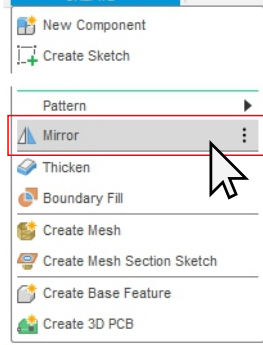 New Component
Create Sketch
Pattern
Mirror
Thicken
Boundary Fill
Create Mesh
Create Mesh Section Sketch
Create Base Feature
Create 3D PCB